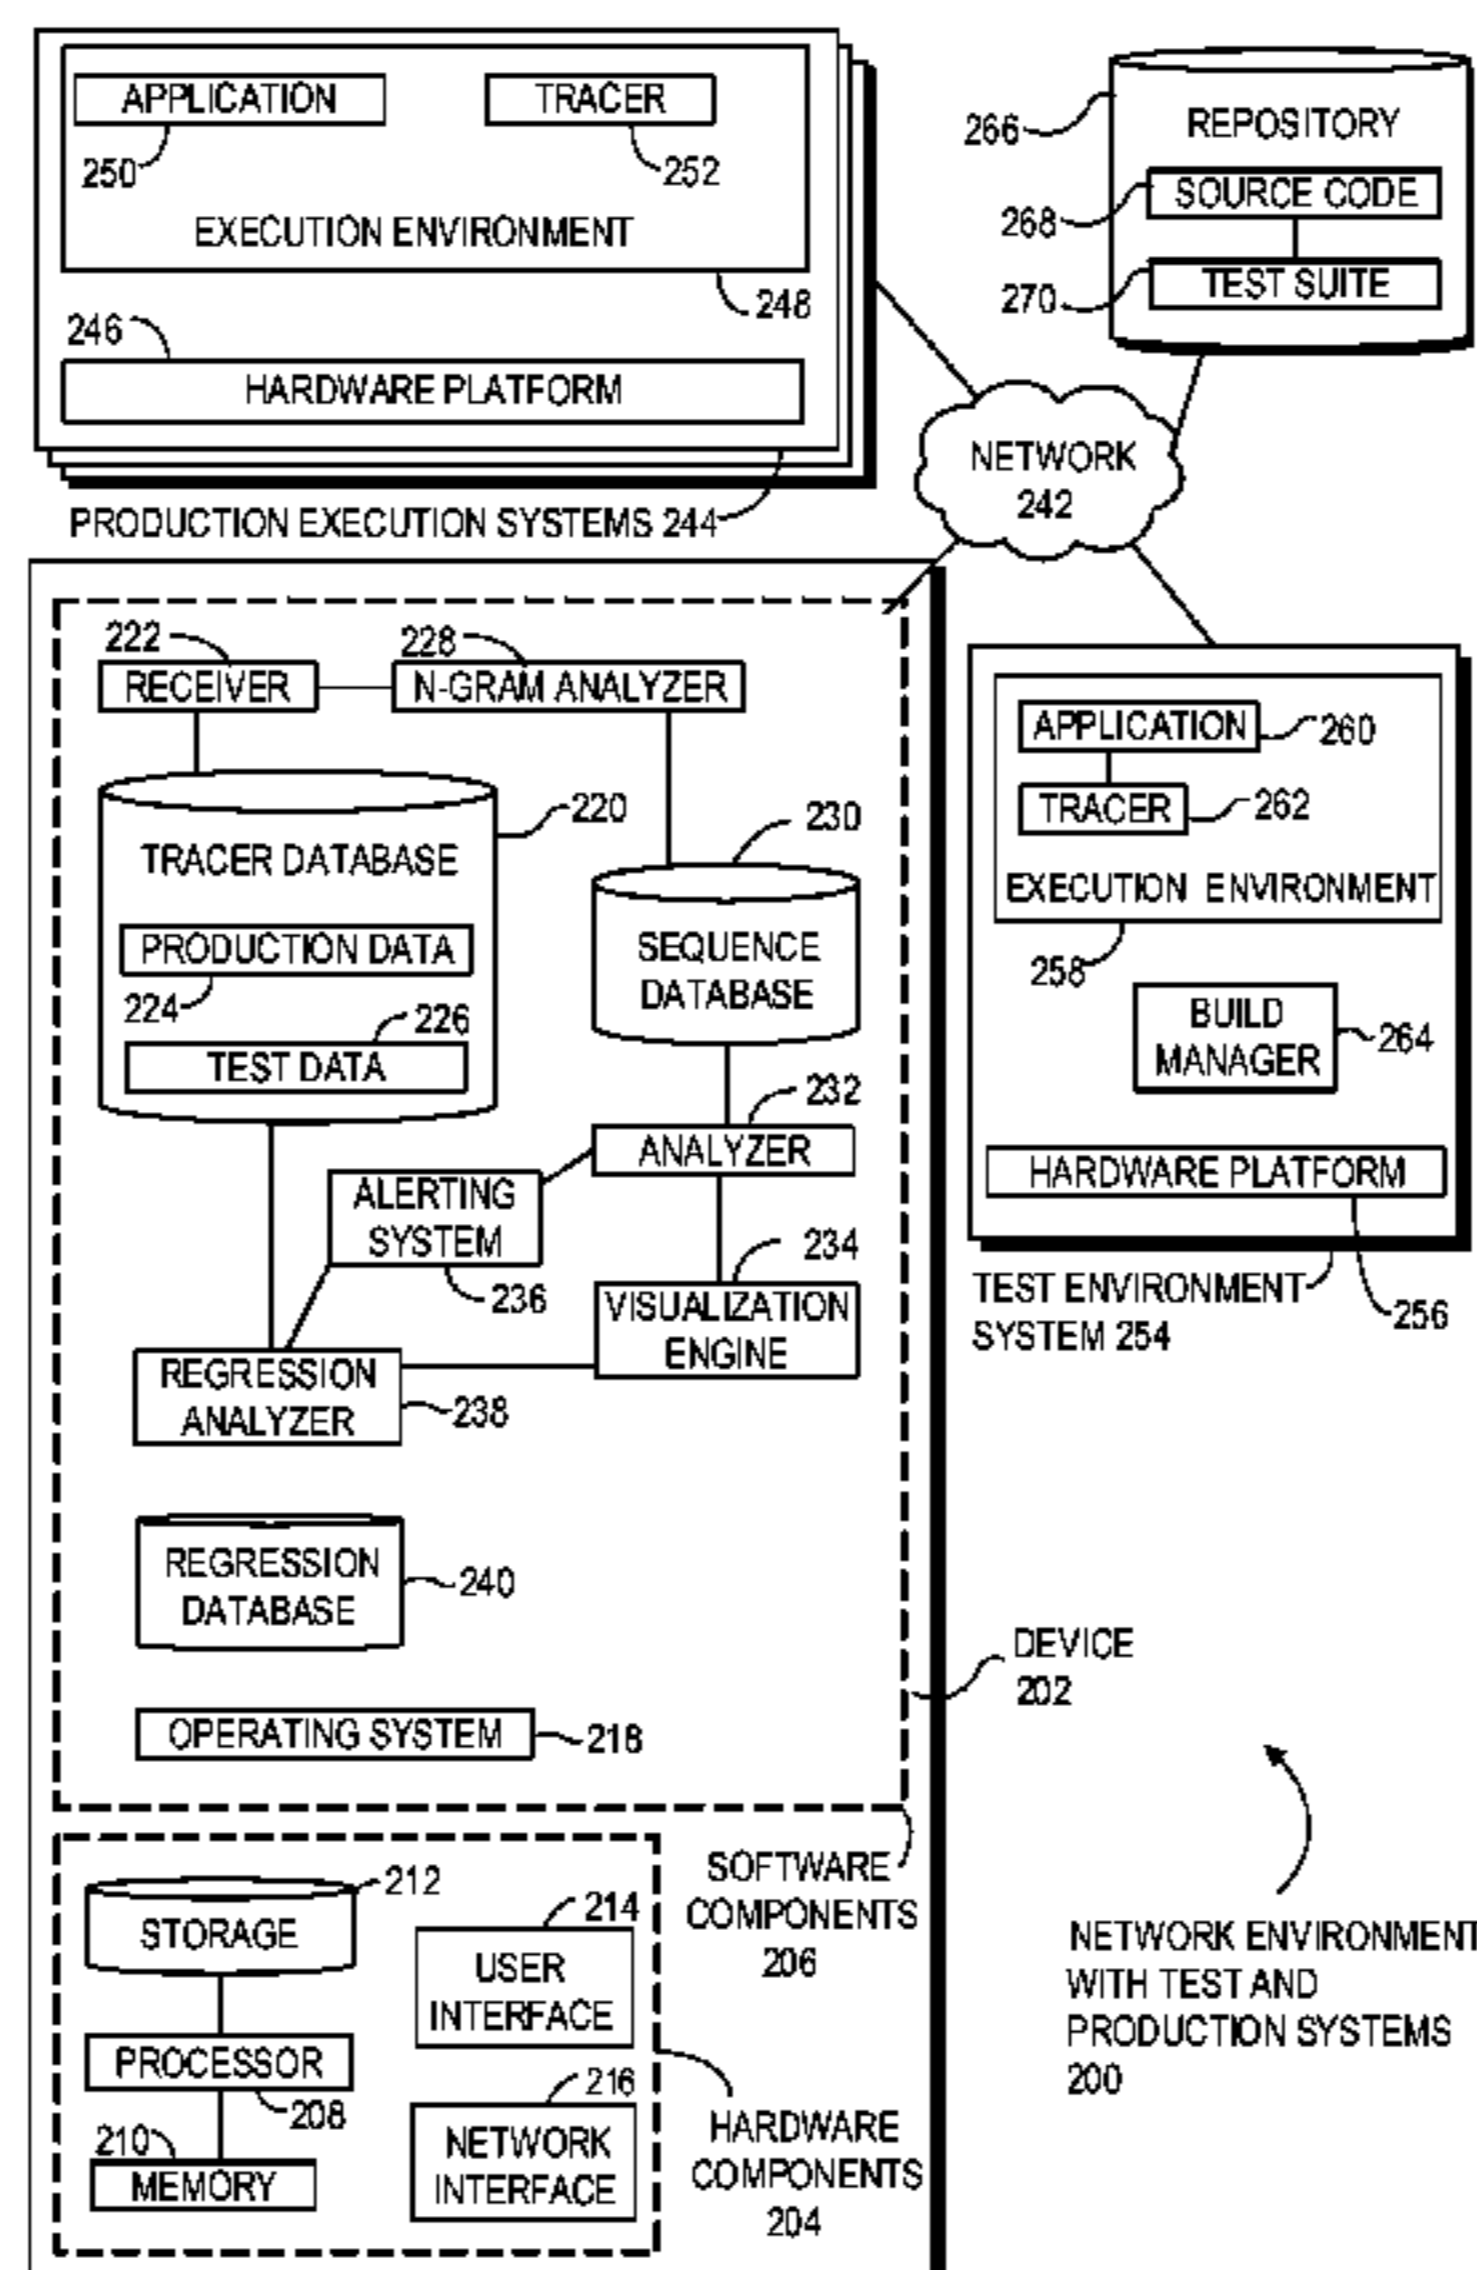 APPLICATION
TRACER
250
252
EXECUTION ENVIRONMENT
248
246
HARDWARE PLATFORM
PRODUCTION EXECUTION SYSTEMS 244
266
REPOSITORY
268
SOURCE CODE
270
TEST SUITE
NETWORK
242
222
228
RECEIVER
N-GRAM ANALYZER
220
TRACER DATABASE
PRODUCTION DATA
224
226
TEST DATA
230
SEQUENCE
DATABASE
232
ANALYZER
ALERTING
SYSTEM
236
234
VISUALIZATION
ENGINE
REGRESSION
ANALYZER
238
REGRESSION
DATABASE
240
OPERATING SYSTEM
218
APPLICATION
260
TRACER
262
EXECUTION ENVIRONMENT
258
BUILD
MANAGER
264
HARDWARE PLATFORM
TEST ENVIRONMENT
SYSTEM 254
256
DEVICE
202
SOFTWARE
COMPONENTS
206
212
STORAGE
214
USER
INTERFACE
PROCESSOR
208
216
210
MEMORY
NETWORK
INTERFACE
HARDWARE
COMPONENTS
204
NETWORK ENVIRONMENT
WITH TEST AND
PRODUCTION SYSTEMS
200